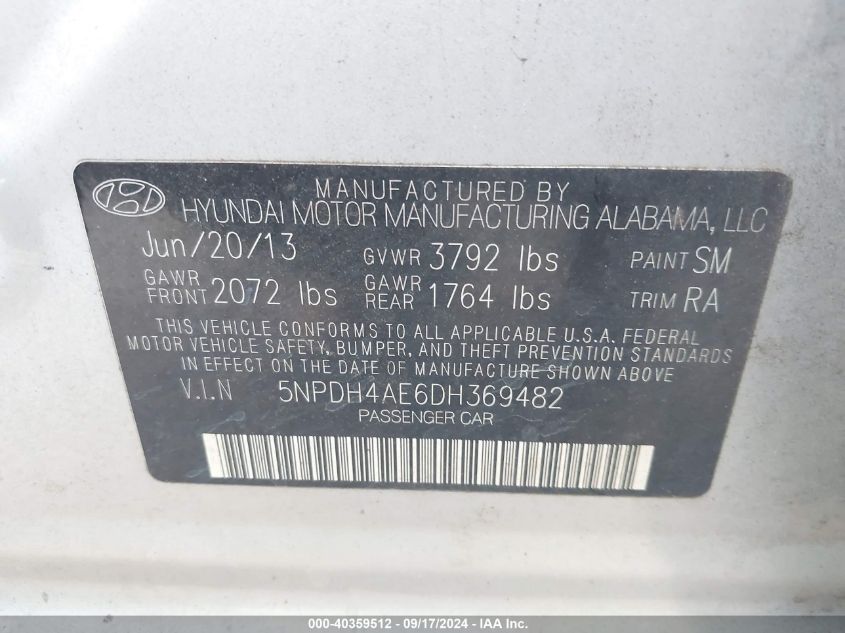 MANUFACTURED BY
HYUNDAI MOTOR MANUFACTURING ALABAMA, LLC
Jun/20/13 GVWR 3792 lbs PAINT SM
GAWR FRONT 2072 lbs GAWR REAR 1764 lbs TRIM RA
THIS VEHICLE CONFORMS TO ALL APPLICABLE U.S.A. FEDERAL
MOTOR VEHICLE SAFETY, BUMPER, AND THEFT PREVENTION STANDARDS
IN EFFECT ON THE DATE OF MANUFACTURE SHOWN ABOVE
V.I.N 5NPDH4AE6DH369482
PASSENGER CAR
000-40359512 - 09/17/2024 - IAA Inc.